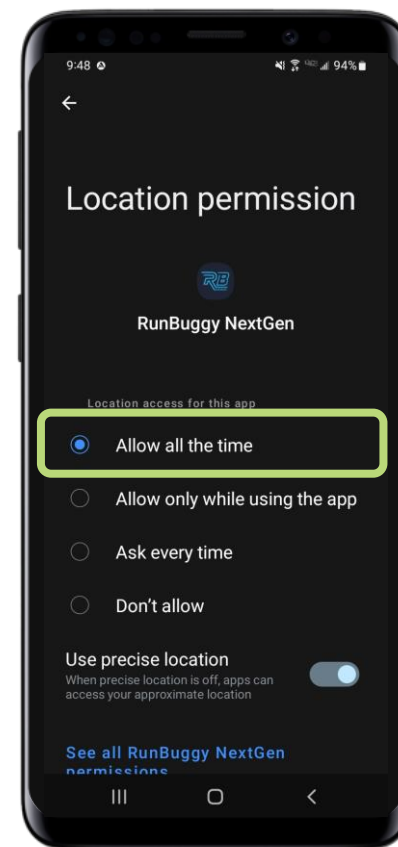 9:48
94%
Location permission
RB
RunBuggy NextGen
Location access for this app
Allow all the time
Allow only while using the app
Ask every time
Don't allow
Use precise location
When precise location is off, apps can
access your approximate location
See all RunBuggy NextGen
permissions